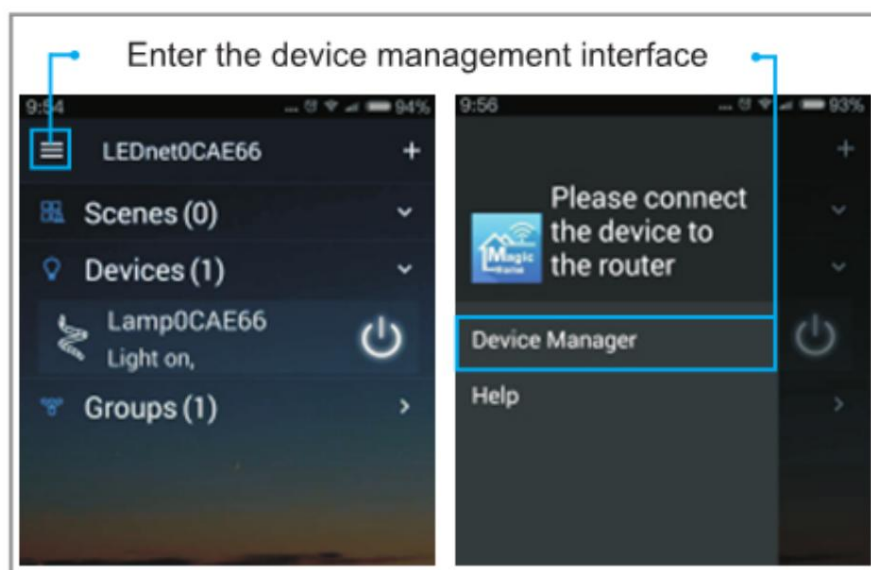 Enter the device management interface
9:54
... 94%
LEDnet0CAE66
+
Scenes (0)
Devices (1)
Lamp0CAE66
Light on,
Groups (1)
9:56
... 93%
+
Please connect
the device to
the router
Magic
Home
Device Manager
Help